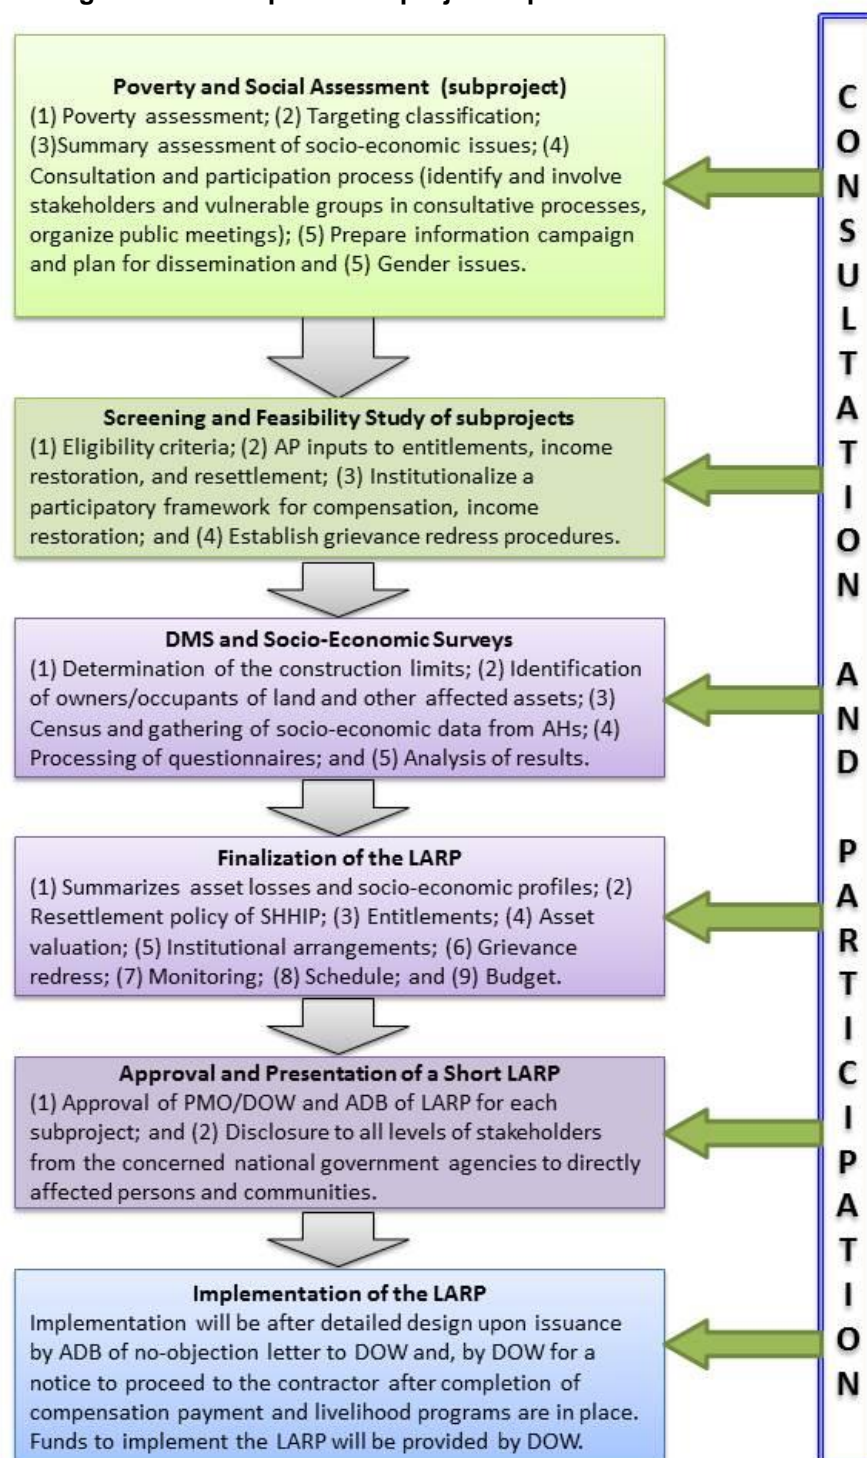 Poverty and Social Assessment (subproject)
(1) Poverty assessment; (2) Targeting classification;
(3)Summary assessment of socio-economic issues; (4)
Consultation and participation process (identify and involve
stakeholders and vulnerable groups in consultative processes,
organize public meetings); (5) Prepare information campaign
and plan for dissemination and (5) Gender issues.
Screening and Feasibility Study of subprojects
(1) Eligibility criteria; (2) AP inputs to entitlements, income
restoration, and resettlement; (3) Institutionalize a
participatory framework for compensation, income
restoration; and (4) Establish grievance redress procedures.
DMS and Socio-Economic Surveys
(1) Determination of the construction limits; (2) Identification
of owners/occupants of land and other affected assets; (3)
Census and gathering of socio-economic data from AHs; (4)
Processing of questionnaires; and (5) Analysis of results.
Finalization of the LARP
(1) Summarizes asset losses and socio-economic profiles; (2)
Resettlement policy of SHHIP; (3) Entitlements; (4) Asset
valuation; (5) Institutional arrangements; (6) Grievance
redress; (7) Monitoring; (8) Schedule; and (9) Budget.
Approval and Presentation of a Short LARP
(1) Approval of PMO/DOW and ADB of LARP for each
subproject; and (2) Disclosure to all levels of stakeholders
from the concerned national government agencies to directly
affected persons and communities.
Implementation of the LARP
Implementation will be after detailed design upon issuance
by ADB of no-objection letter to DOW and, by DOW for a
notice to proceed to the contractor after completion of
compensation payment and livelihood programs are in place.
Funds to implement the LARP will be provided by DOW.
CONSULTATION AND PARTICIPATION